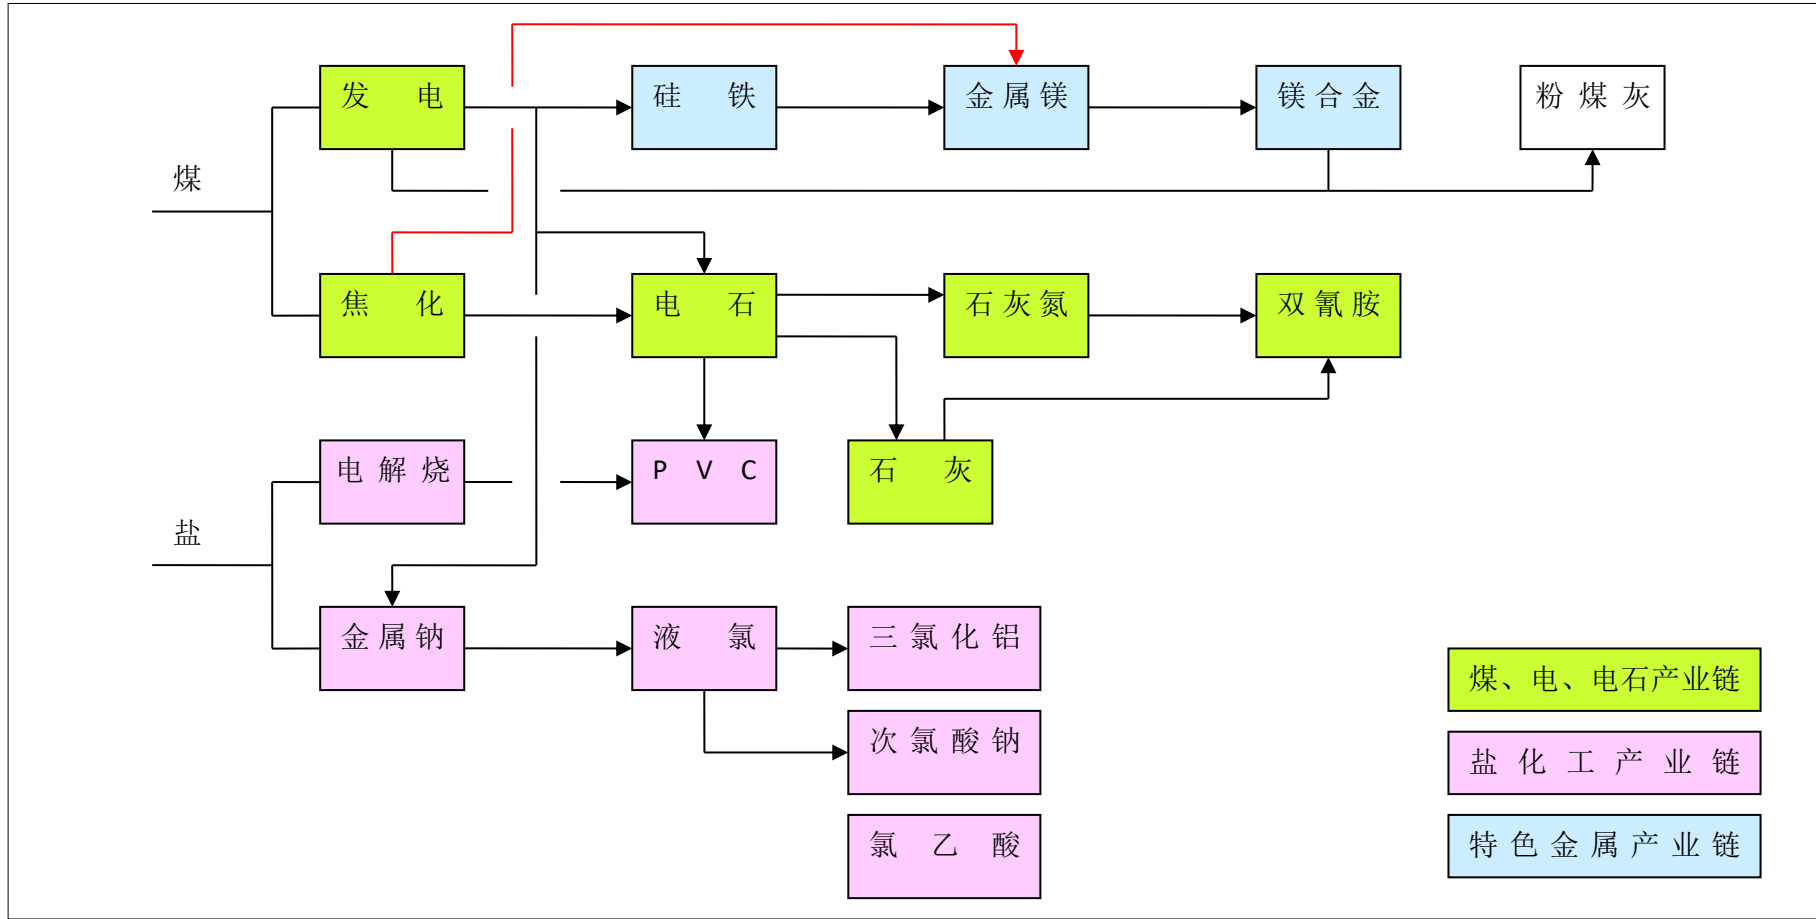 发电
硅铁
金属镁
镁合金
粉煤灰
煤
焦化
电石
石灰氮
双氰胺
电解烧
PVC
石灰
盐
金属钠
液氯
三氯化铝
煤、电、电石产业链
次氯酸钠
盐化工产业链
氯乙酸
特色金属产业链